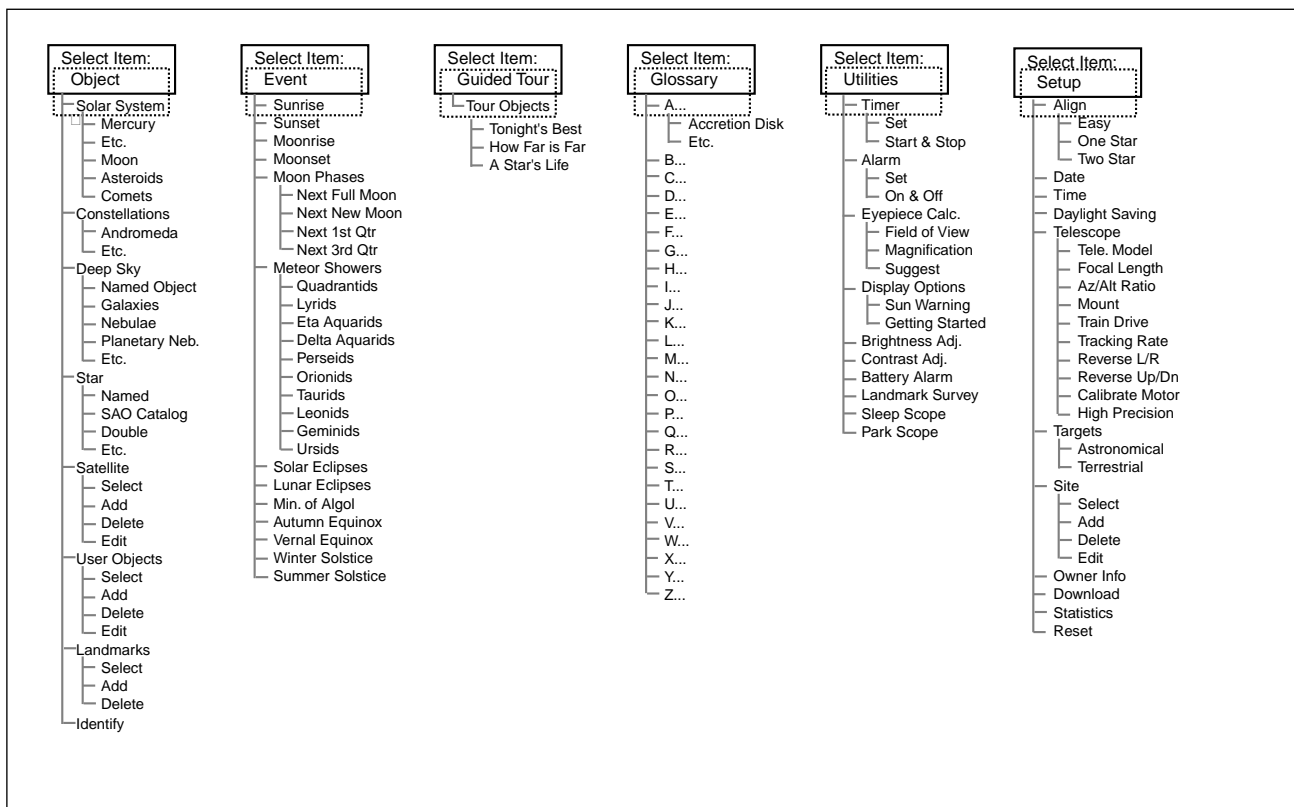 Select Item:
Object
Solar System
Mercury
Etc.
Moon
Asteroids
Comets
Constellations
Andromeda
Etc.
Deep Sky
Named Object
Galaxies
Nebulae
Planetary Neb.
Etc.
Star
Named
SAO Catalog
Double
Etc.
Satellite
Select
Add
Delete
Edit
User Objects
Select
Add
Delete
Edit
Landmarks
Select
Add
Delete
Identify
Select Item:
Event
Sunrise
Sunset
Moonrise
Moonset
Moon Phases
Next Full Moon
Next New Moon
Next 1st Qtr
Next 3rd Qtr
Meteor Showers
Quadrantids
Lyrids
Eta Aquarids
Delta Aquarids
Perseids
Orionids
Taurids
Leonids
Geminids
Ursids
Solar Eclipses
Lunar Eclipses
Min. of Algol
Autumn Equinox
Vernal Equinox
Winter Solstice
Summer Solstice
Select Item:
Guided Tour
Tour Objects
Tonight's Best
How Far is Far
A Star's Life
Select Item:
Glossary
A...
Accretion Disk
Etc.
B...
C...
D...
E...
F...
G...
H...
I...
J...
K...
L...
M...
N...
O...
P...
Q...
R...
S...
T...
U...
V...
W...
X...
Y...
Z...
Select Item:
Utilities
Timer
Set
Start & Stop
Alarm
Set
On & Off
Eyepiece Calc.
Field of View
Magnification
Suggest
Display Options
Sun Warning
Getting Started
Brightness Adj.
Contrast Adj.
Battery Alarm
Landmark Survey
Sleep Scope
Park Scope
Select Item:
Setup
Align
Easy
One Star
Two Star
Date
Time
Daylight Saving
Telescope
Tele. Model
Focal Length
Az/Alt Ratio
Mount
Train Drive
Tracking Rate
Reverse L/R
Reverse Up/Dn
Calibrate Motor
High Precision
Targets
Astronomical
Terrestrial
Site
Select
Add
Delete
Edit
Owner Info
Download
Statistics
Reset